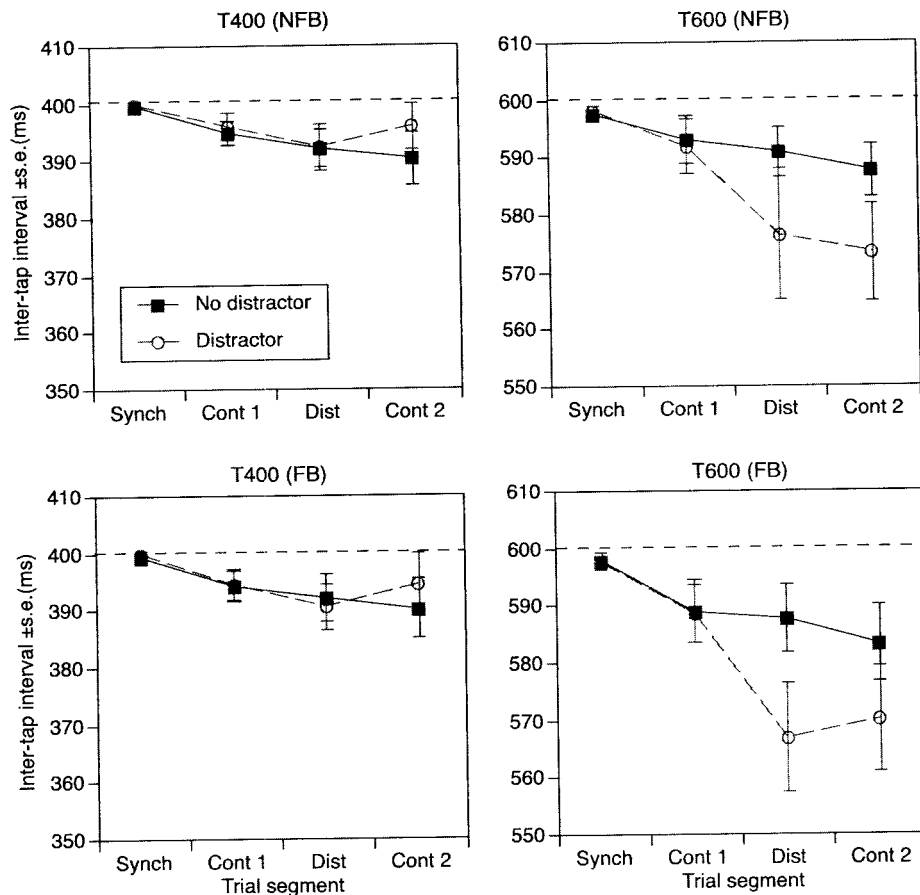 T400 (NFB)
410
400
390
380
370
360
350
Inter-tap interval ±s.e.(ms)
No distractor
Distractor
Synch Cont 1 Dist Cont 2
T600 (NFB)
610
600
590
580
570
560
550
Synch Cont 1 Dist Cont 2
T400 (FB)
410
400
390
380
370
360
350
Inter-tap interval ±s.e.(ms)
Synch Cont 1 Dist Cont 2
Trial segment
T600 (FB)
610
600
590
580
570
560
550
Synch Cont 1 Dist Cont 2
Trial segment